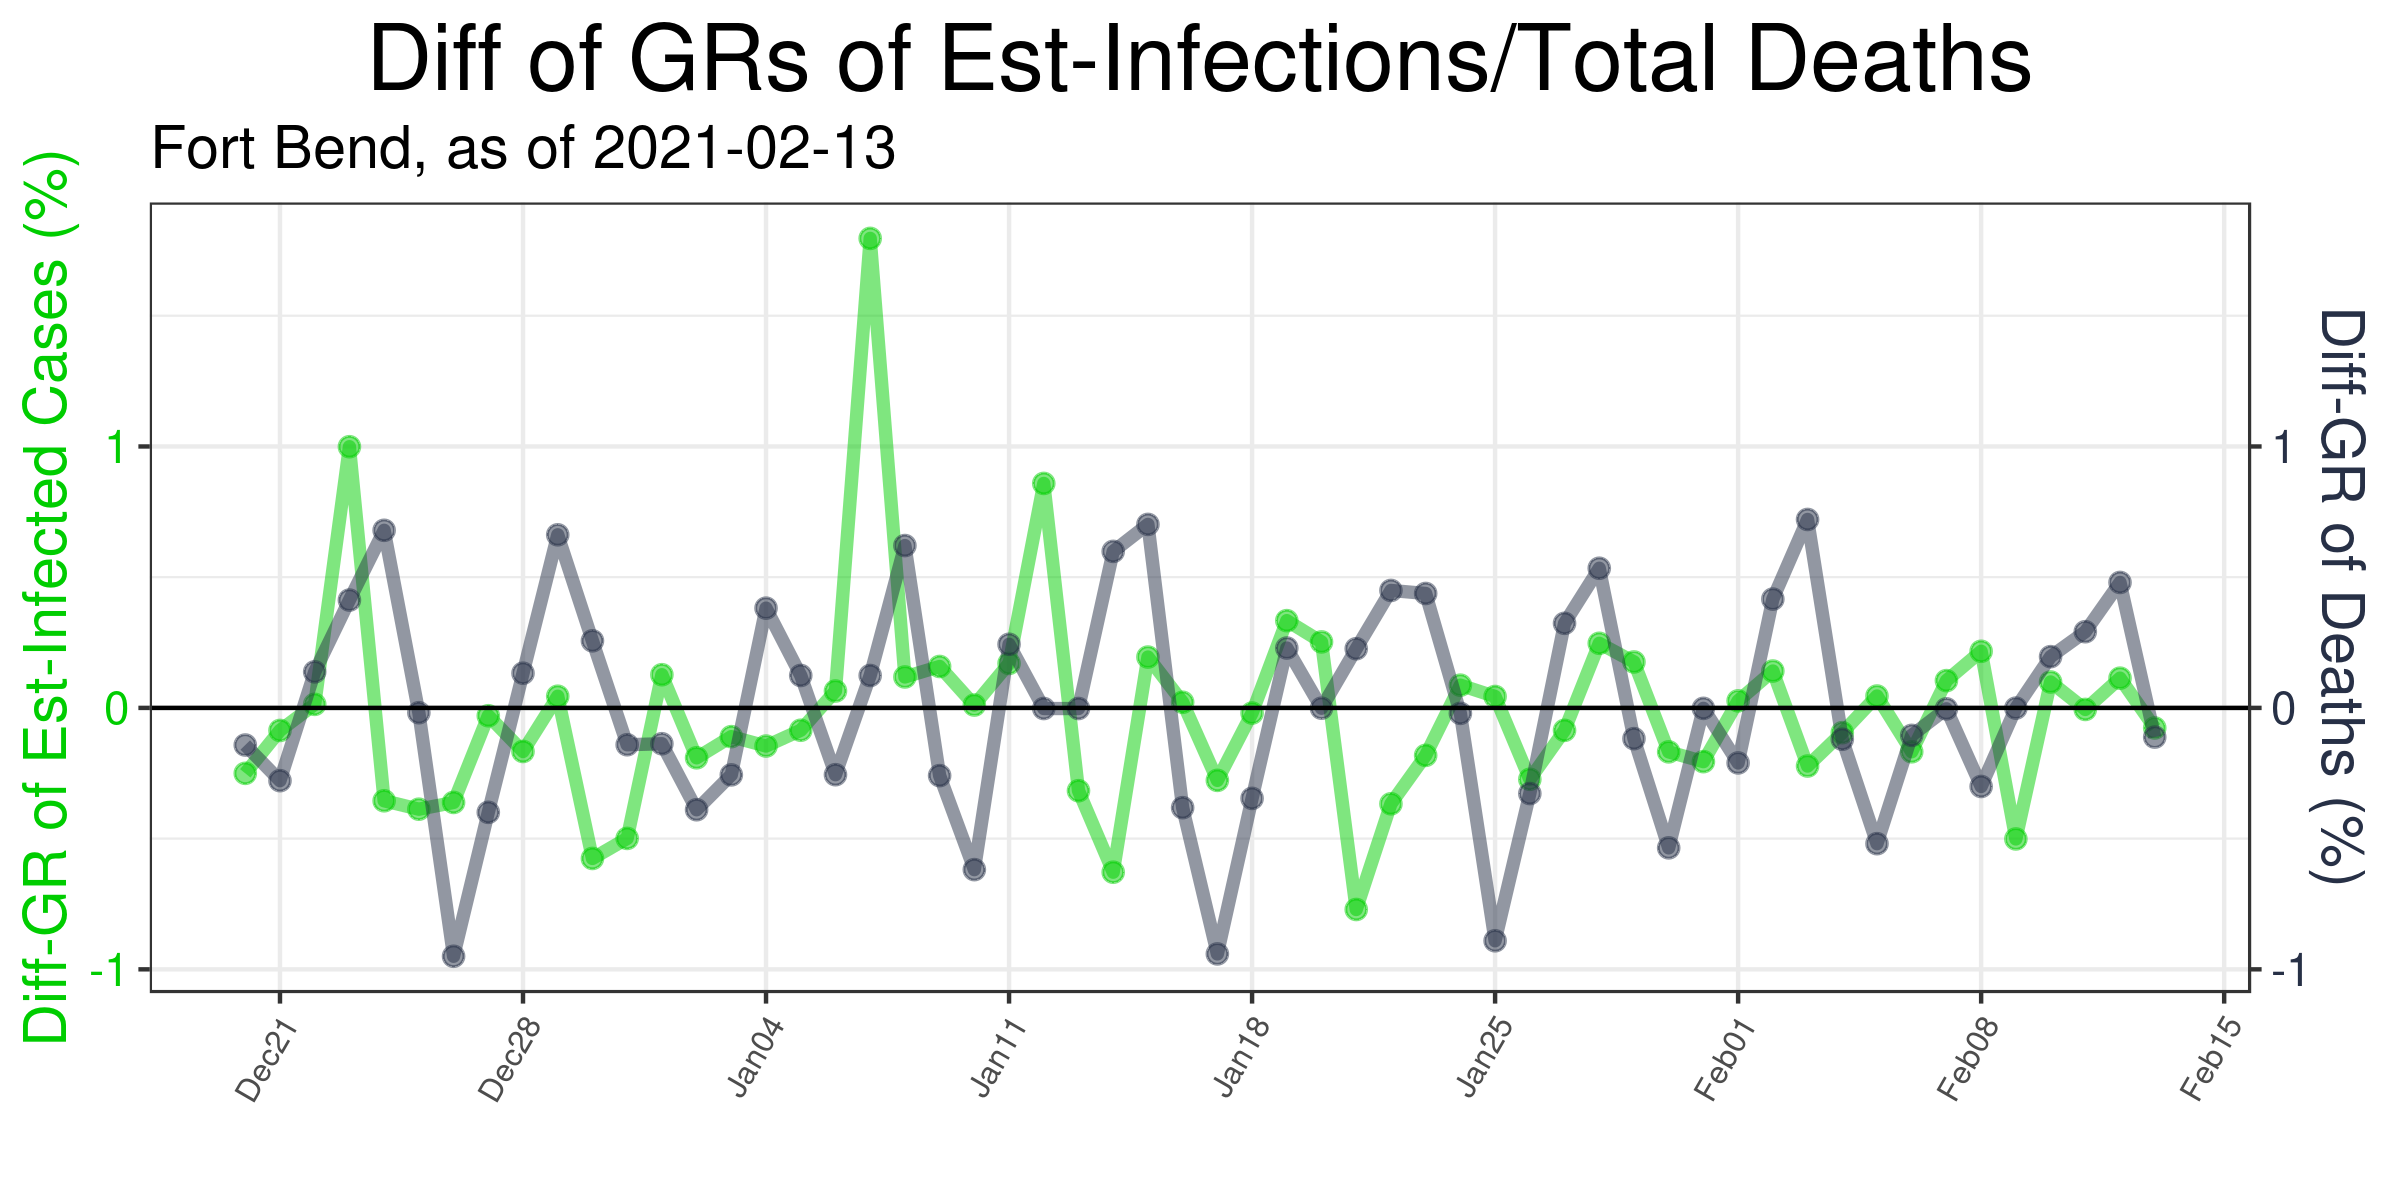 Diff of GRs of Est-Infections/Total Deaths
Fort Bend, as of 2021-02-13
Diff-GR of Est-Infected Cases (%)
1
0
-1
1
0
-1
Diff-GR of Deaths (%)
Dec21
Dec28
Jan04
Jan11
Jan18
Jan25
Feb01
Feb08
Feb15